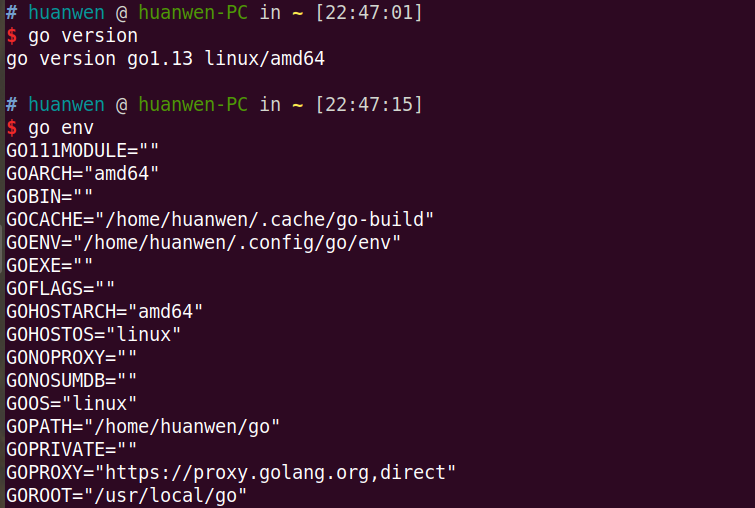 # huanwen @ huanwen-PC in ~ [22:47:01]
$ go version
go version go1.13 linux/amd64
# huanwen @ huanwen-PC in ~ [22:47:15]
$ go env
GO111MODULE=""
GOARCH="amd64"
GOBIN=""
GOCACHE="/home/huanwen/.cache/go-build"
GOENV="/home/huanwen/.config/go/env"
GOEXE=""
GOFLAGS=""
GOHOSTARCH="amd64"
GOHOSTOS="linux"
GONOPROXY=""
GONOSUMDB=""
GOOS="linux"
GOPATH="/home/huanwen/go"
GOPRIVATE=""
GOPROXY="https://proxy.golang.org,direct"
GOROOT="/usr/local/go"